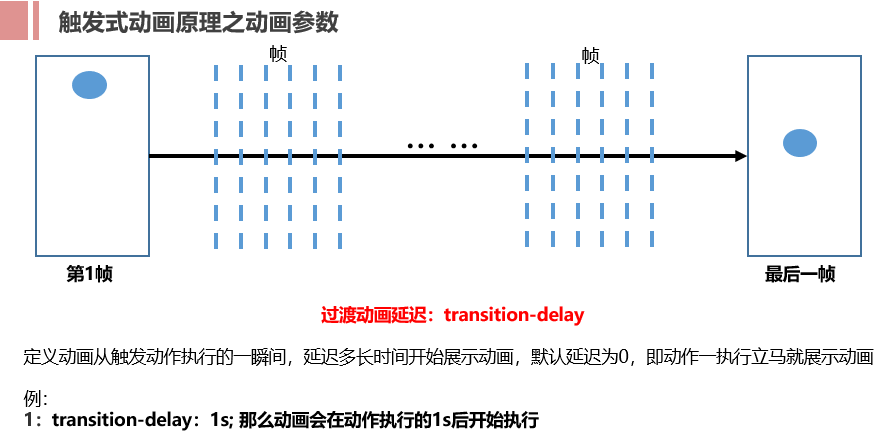 触发式动画原理之动画参数
帧
帧
... ...
第1帧
最后一帧
过渡动画延迟：transition-delay
定义动画从触发动作执行的一瞬间，延迟多长时间开始展示动画，默认延迟为0，即动作一执行立马就展示动画
例：
1：transition-delay：1s; 那么动画会在动作执行的1s后开始执行